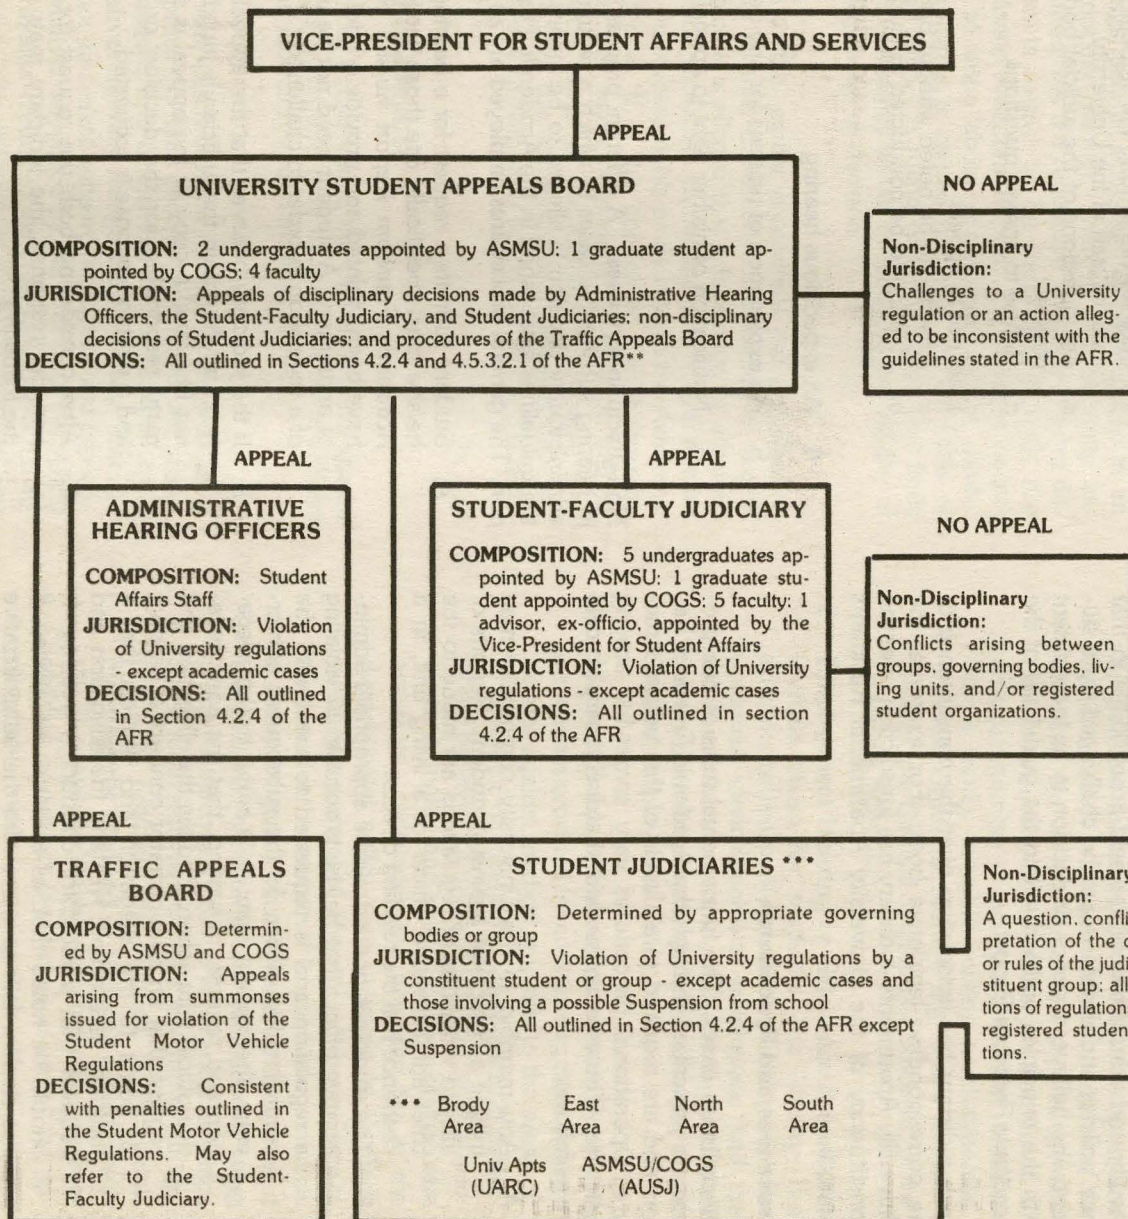 VICE-PRESIDENT FOR STUDENT AFFAIRS AND SERVICES
APPEAL
UNIVERSITY STUDENT APPEALS BOARD
COMPOSITION: 2 undergraduates appointed by ASMSU; 1 graduate student ap-
pointed by COGS; 4 faculty
JURISDICTION: Appeals of disciplinary decisions made by Administrative Hearing
Officers, the Student-Faculty Judiciary, and Student Judiciaries; non-disciplinary
decisions of Student Judiciaries; and procedures of the Traffic Appeals Board
DECISIONS: All outlined in Sections 4.2.4 and 4.5.3.2.1 of the AFR**
NO APPEAL
Non-Disciplinary
Jurisdiction:
Challenges to a University
regulation or an action alleg-
ed to be inconsistent with the
guidelines stated in the AFR.
APPEAL
ADMINISTRATIVE
HEARING OFFICERS
COMPOSITION: Student
Affairs Staff
JURISDICTION: Violation
of University regulations
- except academic cases
DECISIONS: All outlined
in Section 4.2.4 of the
AFR
APPEAL
STUDENT-FACULTY JUDICIARY
COMPOSITION: 5 undergraduates ap-
pointed by ASMSU; 1 graduate stu-
dent appointed by COGS; 5 faculty; 1
advisor, ex-officio, appointed by the
Vice-President for Student Affairs
JURISDICTION: Violation of University
regulations - except academic cases
DECISIONS: All outlined in section
4.2.4 of the AFR
NO APPEAL
Non-Disciplinary
Jurisdiction:
Conflicts arising between
groups, governing bodies, liv-
ing units, and/or registered
student organizations.
APPEAL
TRAFFIC APPEALS
BOARD
COMPOSITION: Determin-
ed by ASMSU and COGS
JURISDICTION: Appeals
arising from summonses
issued for violation of the
Student Motor Vehicle
Regulations
DECISIONS: Consistent
with penalties outlined in
the Student Motor Vehicle
Regulations. May also
refer to the Student-
Faculty Judiciary.
APPEAL
STUDENT JUDICIARIES ***
COMPOSITION: Determined by appropriate governing
bodies or group
JURISDICTION: Violation of University regulations by a
constituent student or group - except academic cases and
those involving a possible Suspension from school
DECISIONS: All outlined in Section 4.2.4 of the AFR except
Suspension
*** Brody East North South
Area Area Area Area
Univ Apts ASMSU/COGS
(UARC) (AUSJ)
Non-Disciplinary
Jurisdiction:
A question, confli
pretation of the c
or rules of the judi
stituent group; all
tions of regulation
registered studen
tions.